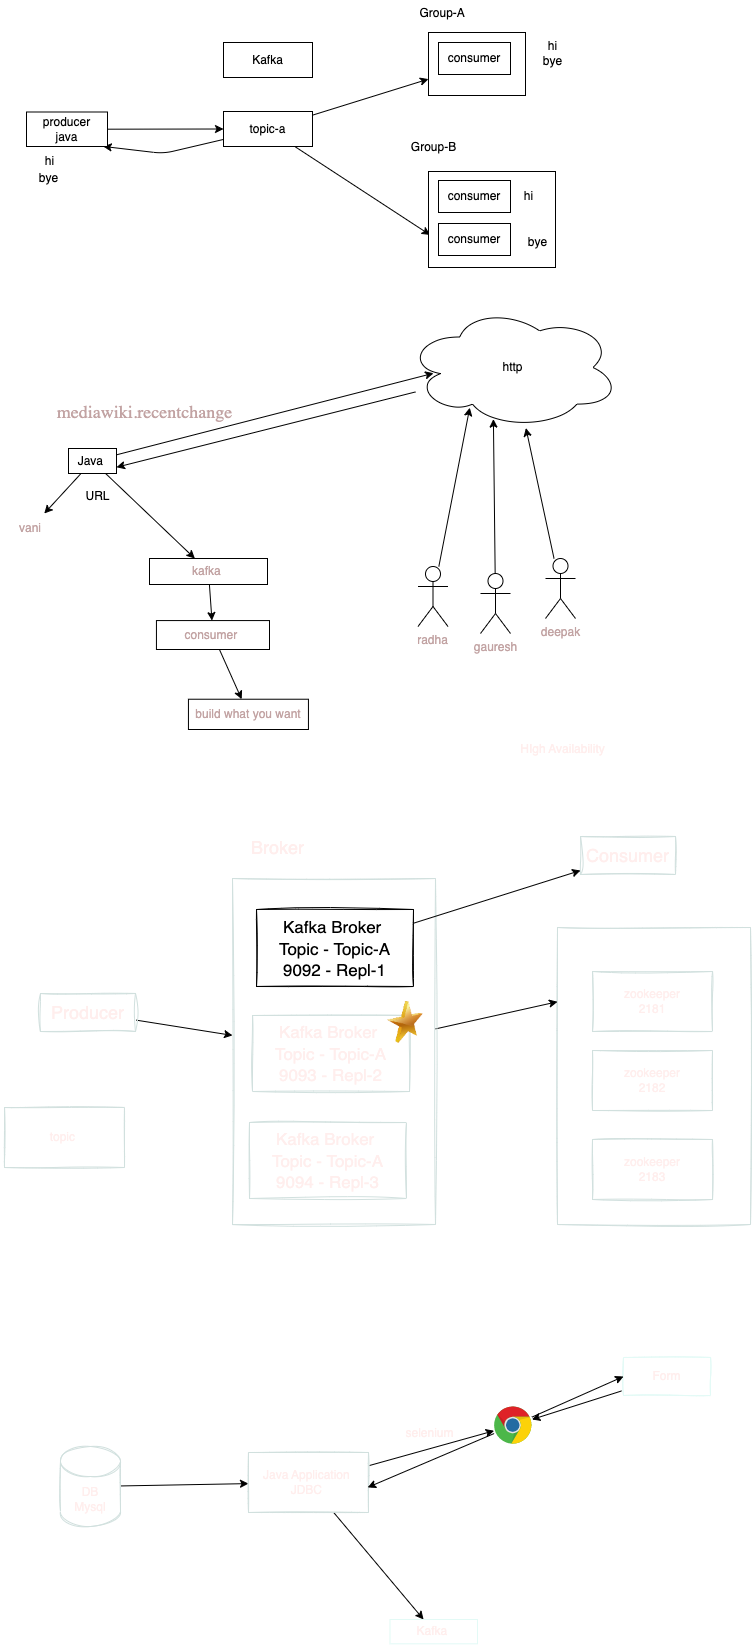 Group-A
Kafka
consumer
hi
bye
producer
java
topic-a
hi
bye
Group-B
consumer
hi
consumer
bye
http
mediawiki.recentchange
Java
URL
vani
kafka
consumer
build what you want
radha
gauresh
deepak
High Availability
Broker
Consumer
Kafka Broker
Topic - Topic-A
9092 - Repl-1
Producer
Kafka Broker
Topic - Topic-A
9093 - Repl-2
zookeeper
2181
zookeeper
2182
topic
Kafka Broker
Topic - Topic-A
9094 - Repl-3
zookeeper
2183
Form
selenium
DB
Mysql
Java Application
JDBC
Kafka